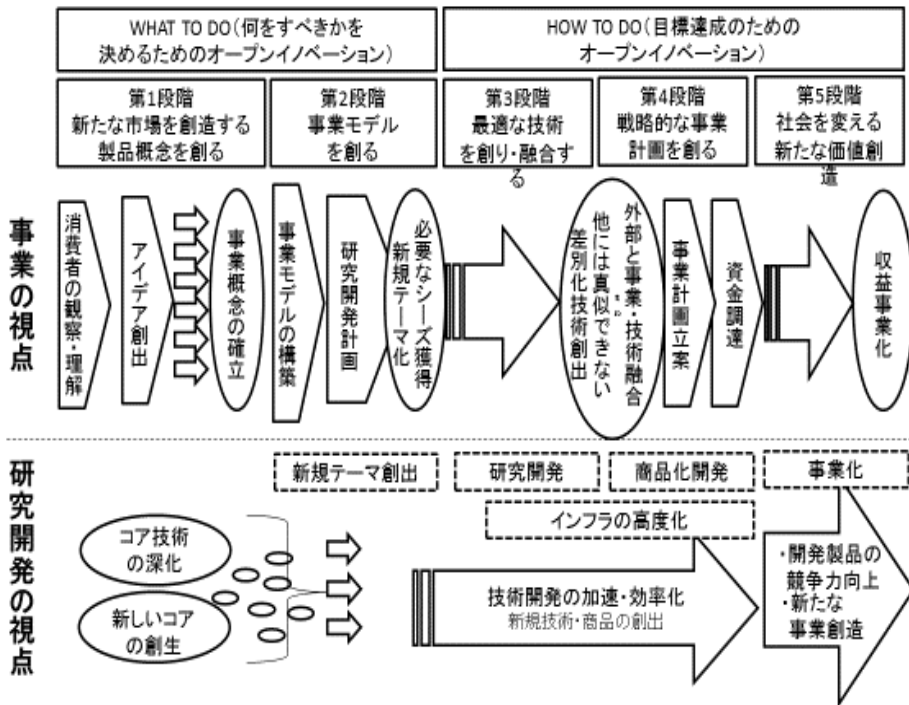 WHAT TO DO(何をすべきかを
決めるためのオープンイノベーション)
HOW TO DO(目標達成のための
オープンイノベーション)
第1段階
新たな市場を創造する
製品概念を創る
第2段階
事業モデル
を創る
第3段階
最適な技術
を創り・融合す
る
第4段階
戦略的な事業
計画を創る
第5段階
社会を変える
新たな価値創
造
事業の視点
消費者の観察・理解
アイデア創出
事業概念の確立
事業モデルの構築
研究開発計画
必要なシーズ獲得
新規テーマ化
外部と事業・技術融合
他には真似できない
差別化技術創出
事業計画立案
資金調達
収益事業化
研究開発の視点
新規テーマ創出
研究開発
商品化開発
事業化
インフラの高度化
コア技術
の深化
新しいコア
の創生
技術開発の加速・効率化
新規技術・商品の創出
・開発製品の
競争力向上
・新たな
事業創造